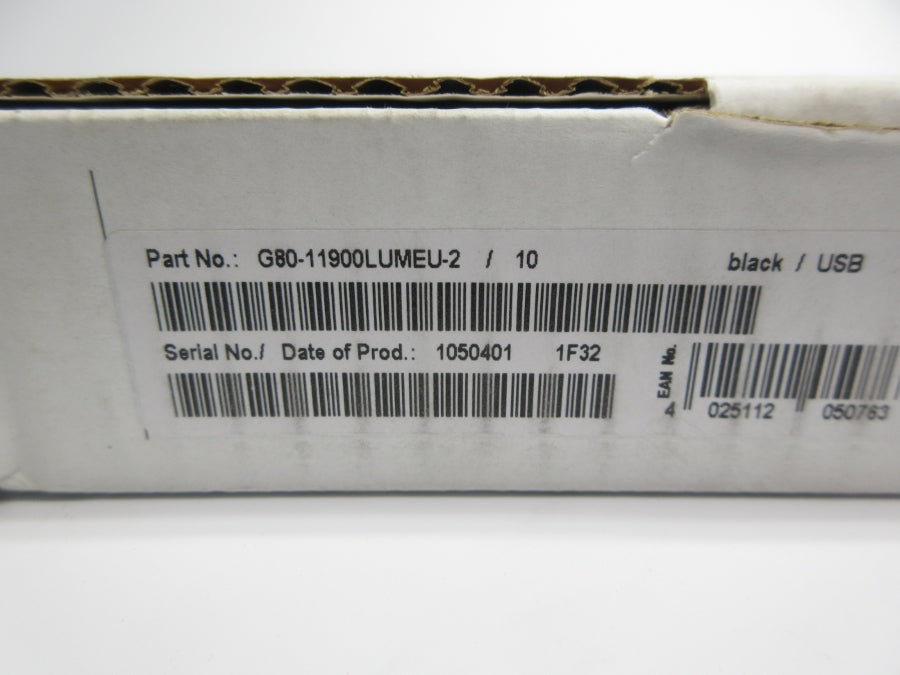 Part No.: G80-11900LUMEU-2 / 10 black / USB
Serial No./ Date of Prod.: 1050401 1F32
EAN No.
4 025112 050763